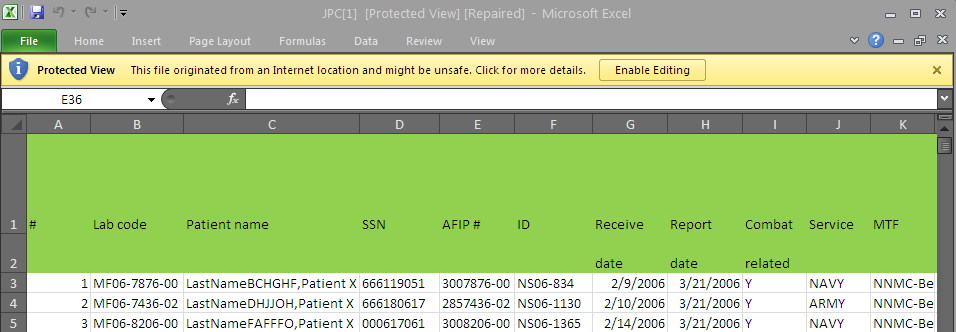 JPC[1]  [Protected View] [Repaired]  -  Microsoft Excel
File Home Insert Page Layout Formulas Data Review View
Protected View This file originated from an Internet location and might be unsafe. Click for more details. Enable Editing
E36 fx
A B C D E F G H I J K
1 # Lab code Patient name SSN AFIP # ID Receive Report Combat Service MTF
2 date date related
3 1 MF06-7876-00 LastNameBCHGHF,Patient X 666119051 3007876-00 NS06-834 2/9/2006 3/21/2006 Y NAVY NNMC-Be
4 2 MF06-7436-02 LastNameDHJJOH,Patient X 666180617 2857436-02 NS06-1130 2/10/2006 3/21/2006 Y ARMY NNMC-Be
5 3 MF06-8206-00 LastNameFAFFFO,Patient X 000617061 3008206-00 NS06-1365 2/14/2006 3/21/2006 Y NAVY NNMC-Be